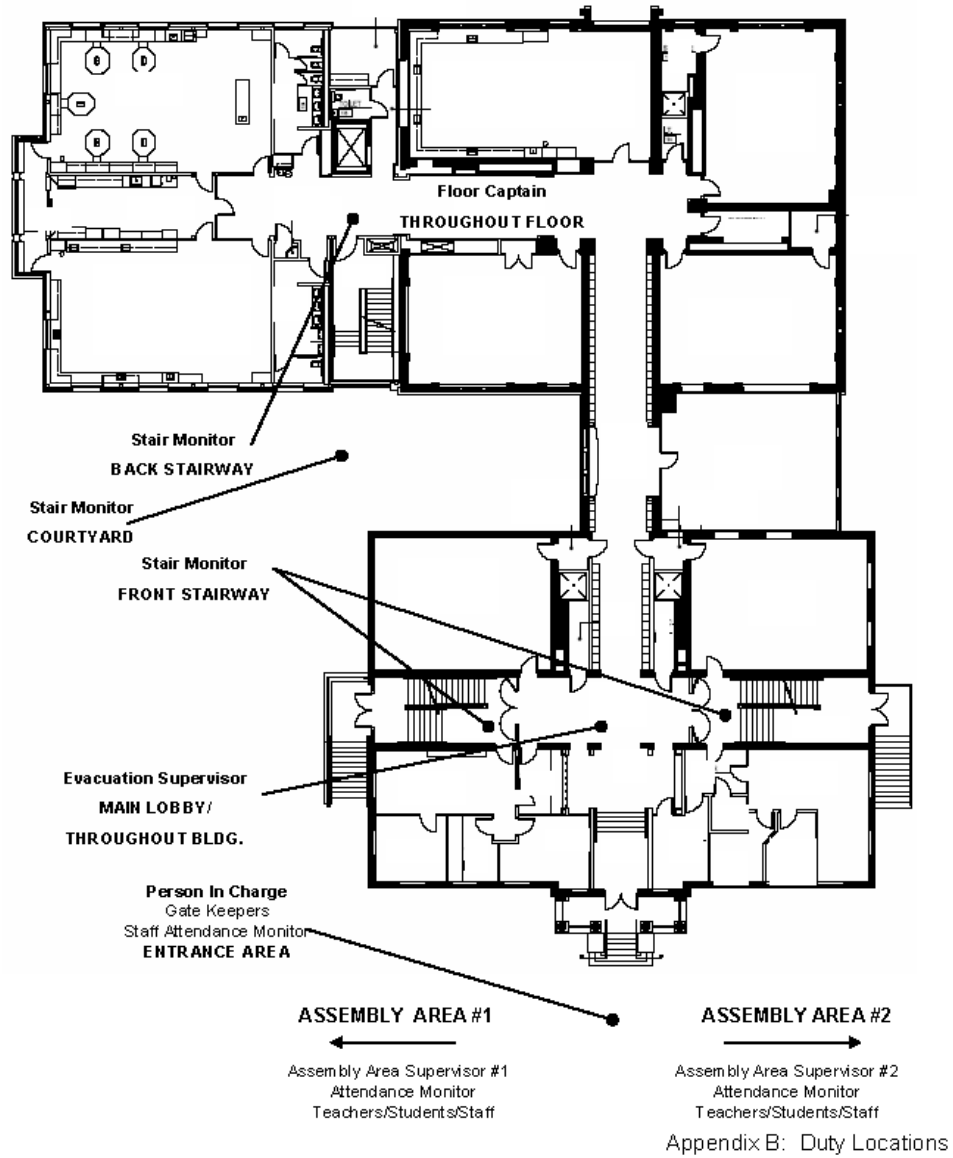 TOILET
Floor Captain
THROUGHOUT FLOOR
Stair Monitor
BACK STAIRWAY
Stair Monitor
COURTYARD
Stair Monitor
FRONT STAIRWAY
Evacuation Supervisor
MAIN LOBBY/
THROUGHOUT BLDG.
Person In Charge
Gate Keepers
Staff Attendance Monitor
ENTRANCE AREA
ASSEMBLY AREA #1
Assembly Area Supervisor #1
Attendance Monitor
Teachers/Students/Staff
ASSEMBLY AREA #2
Assembly Area Supervisor #2
Attendance Monitor
Teachers/Students/Staff
Appendix B: Duty Locations